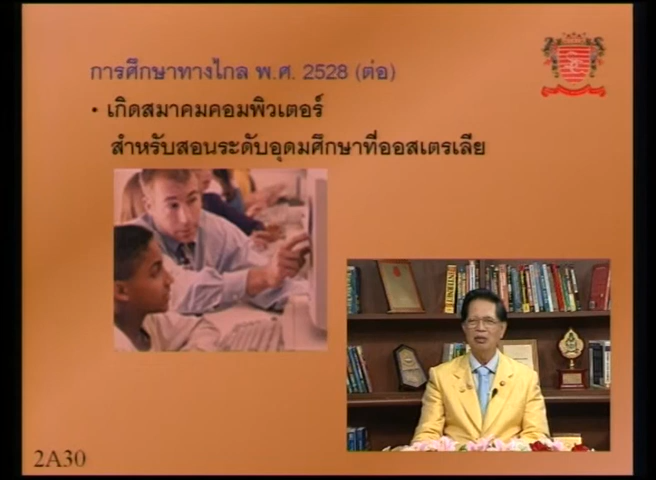 การศึกษาทางไกล พ.ศ. 2528 (ต่อ)
• เกิดสมาคมคอมพิวเตอร์
สำหรับสอนระดับอุดมศึกษาที่ออสเตรเลีย
2A30